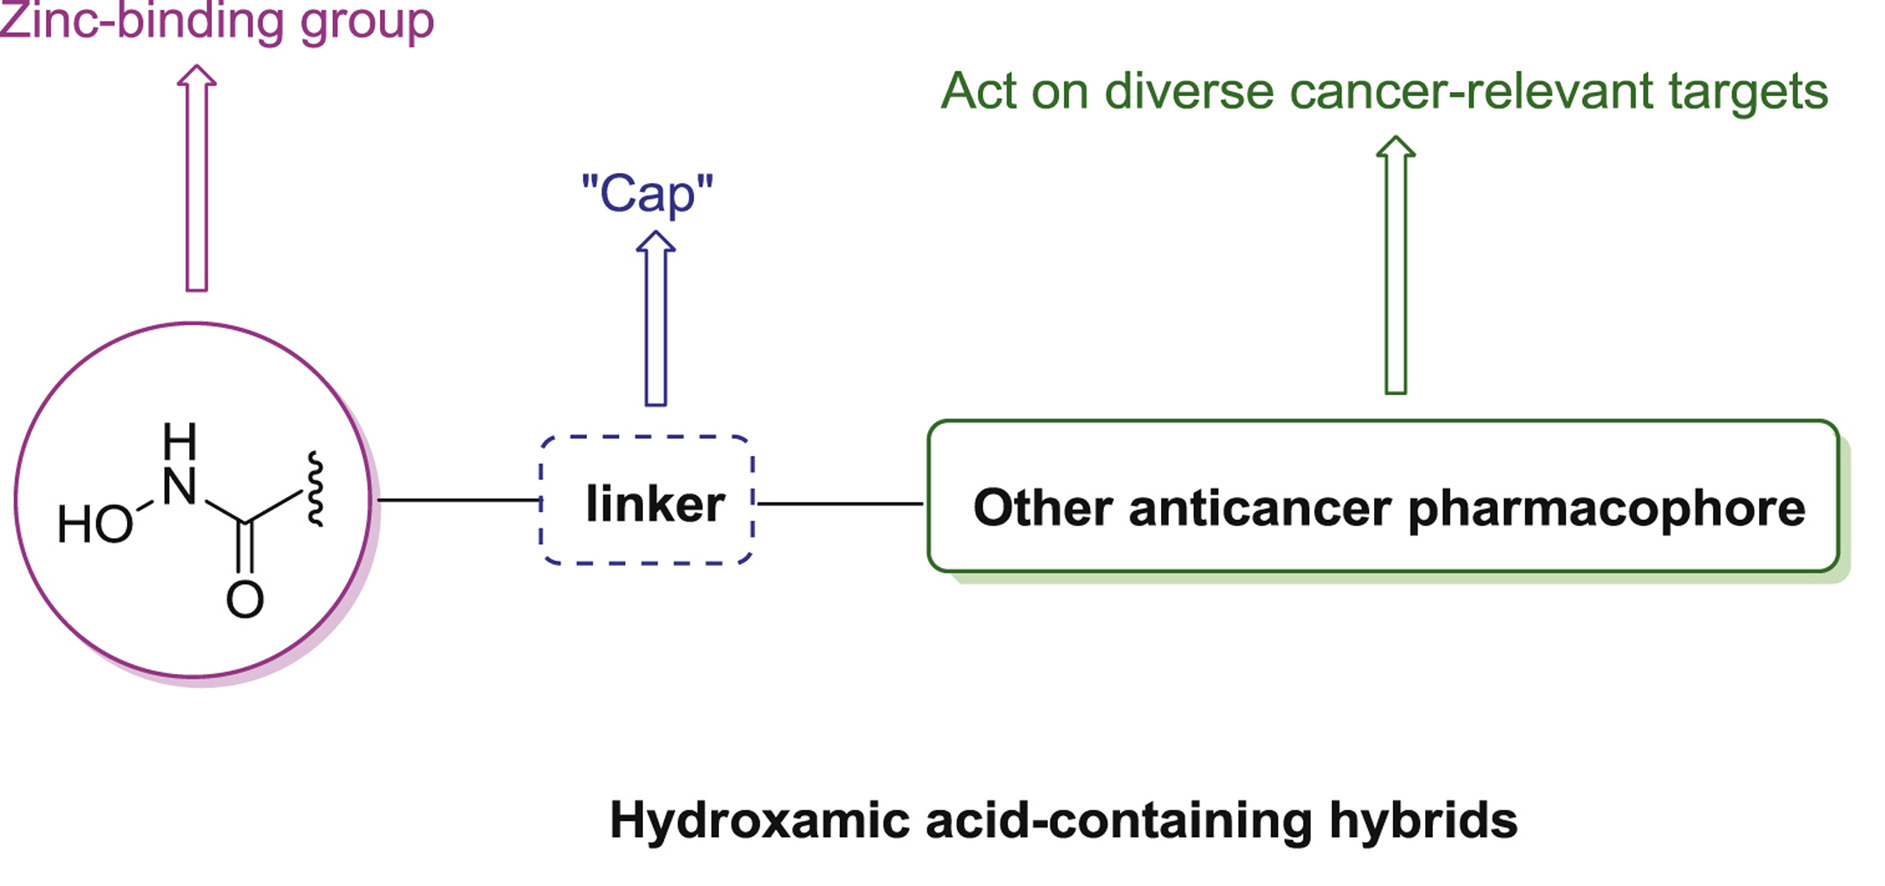 Zinc-binding group
Act on diverse cancer-relevant targets
"Cap"
H
N
HO
O
linker
Other anticancer pharmacophore
Hydroxamic acid-containing hybrids